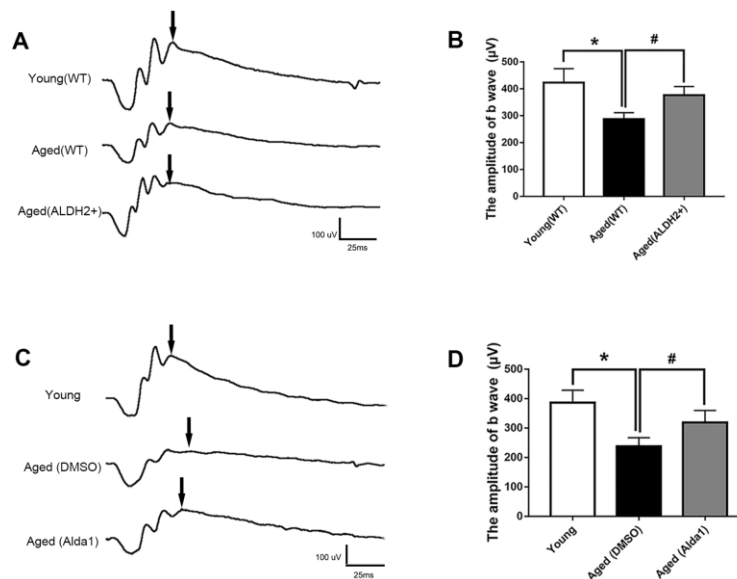 A
Young(WT)
Aged(WT)
Aged(ALDH2+)
100 uV
25ms
B
The amplitude of b wave (µV)
500
400
300
200
100
0
*
#
Young(WT)
Aged(WT)
Aged(ALDH2+)
C
Young
Aged (DMSO)
Aged (Alda1)
100 uV
25ms
D
The amplitude of b wave (µV)
500
400
300
200
100
0
*
#
Young
Aged (DMSO)
Aged (Alda1)